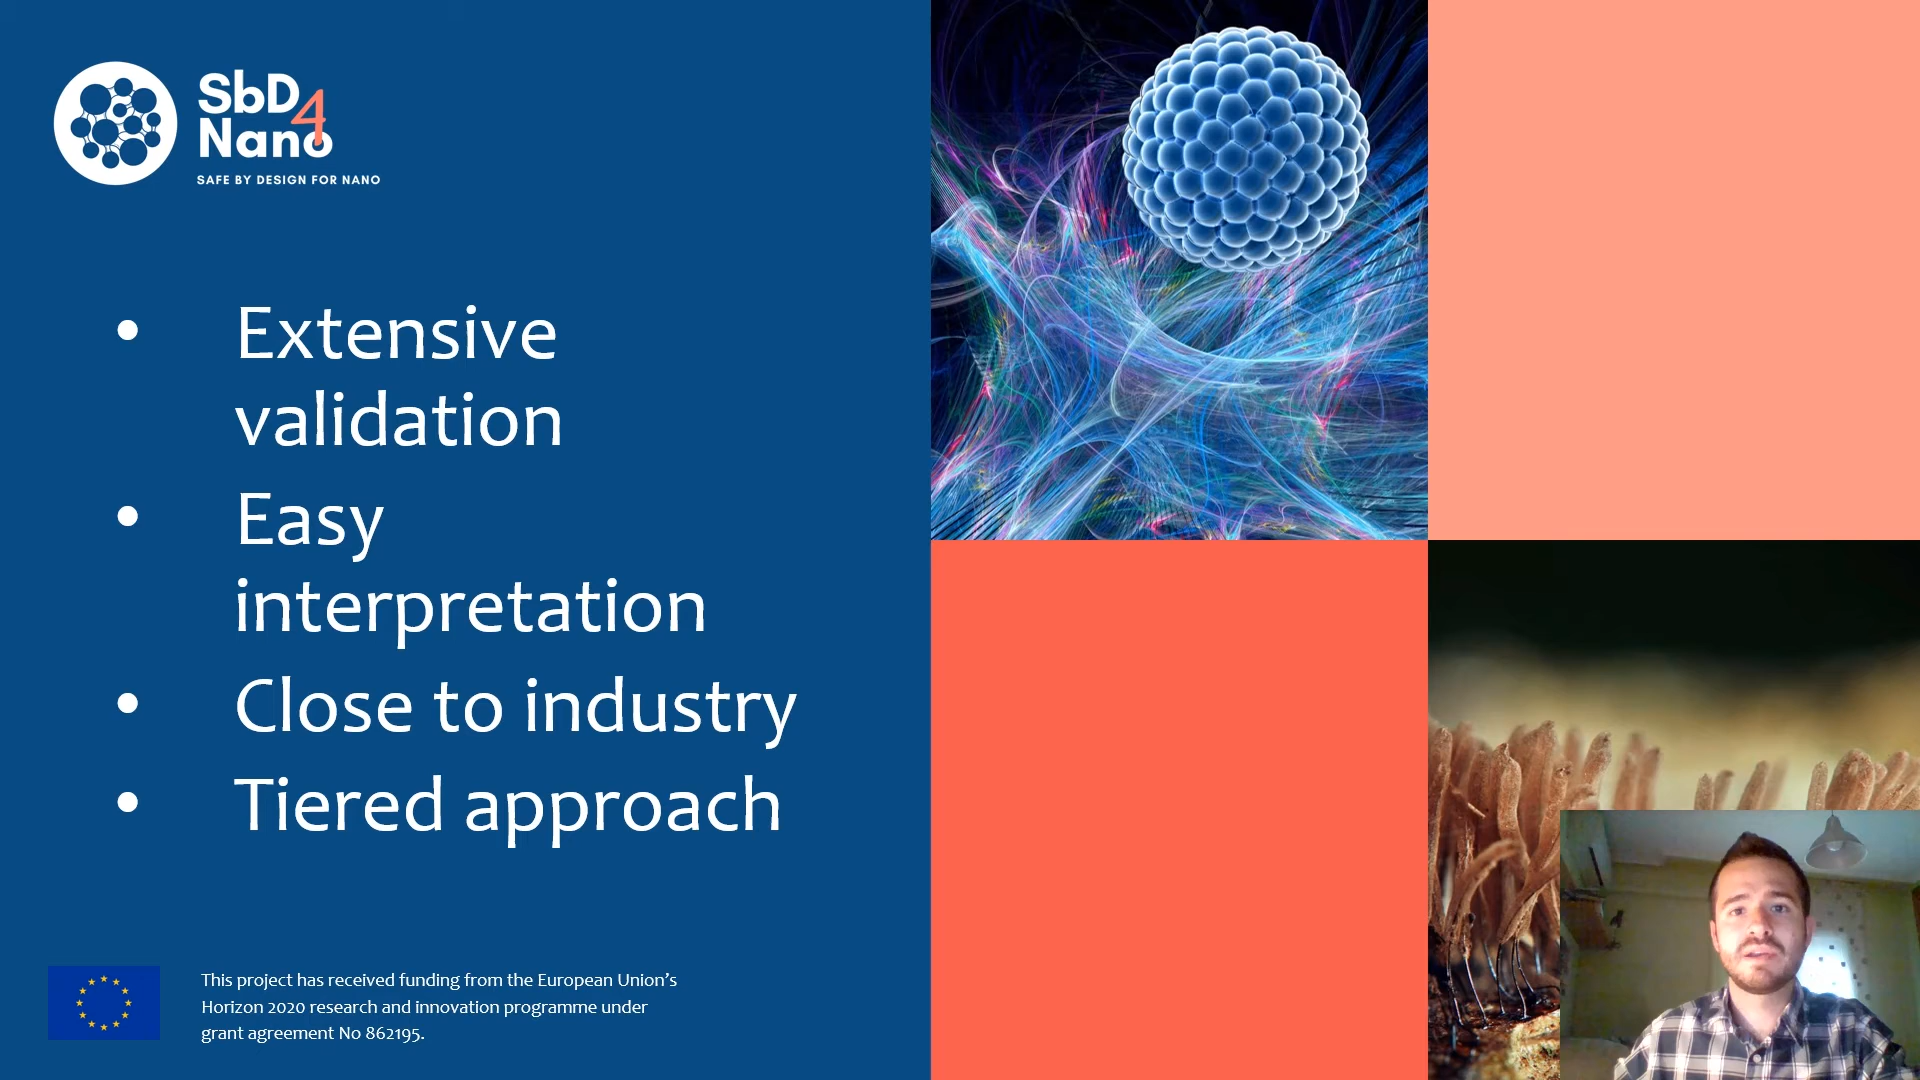 SbD4
Nano
SAFE BY DESIGN FOR NANO
• Extensive
validation
• Easy
interpretation
• Close to industry
• Tiered approach
This project has received funding from the European Union’s
Horizon 2020 research and innovation programme under
grant agreement No 862195.